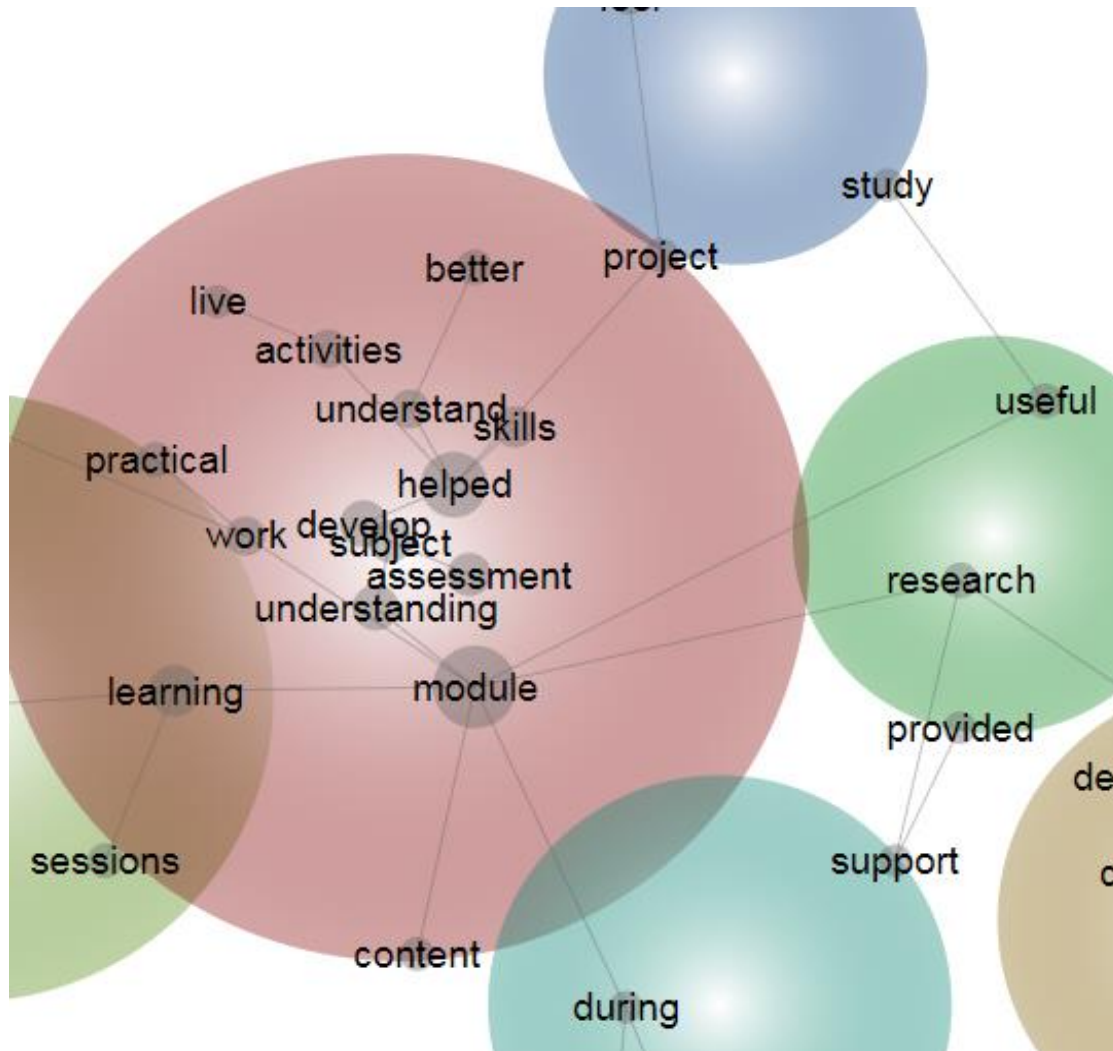 study
project
better
live
activities
useful
understand
skills
practical
helped
develop
work
subject
assessment
research
understanding
module
learning
provided
sessions
support
content
during